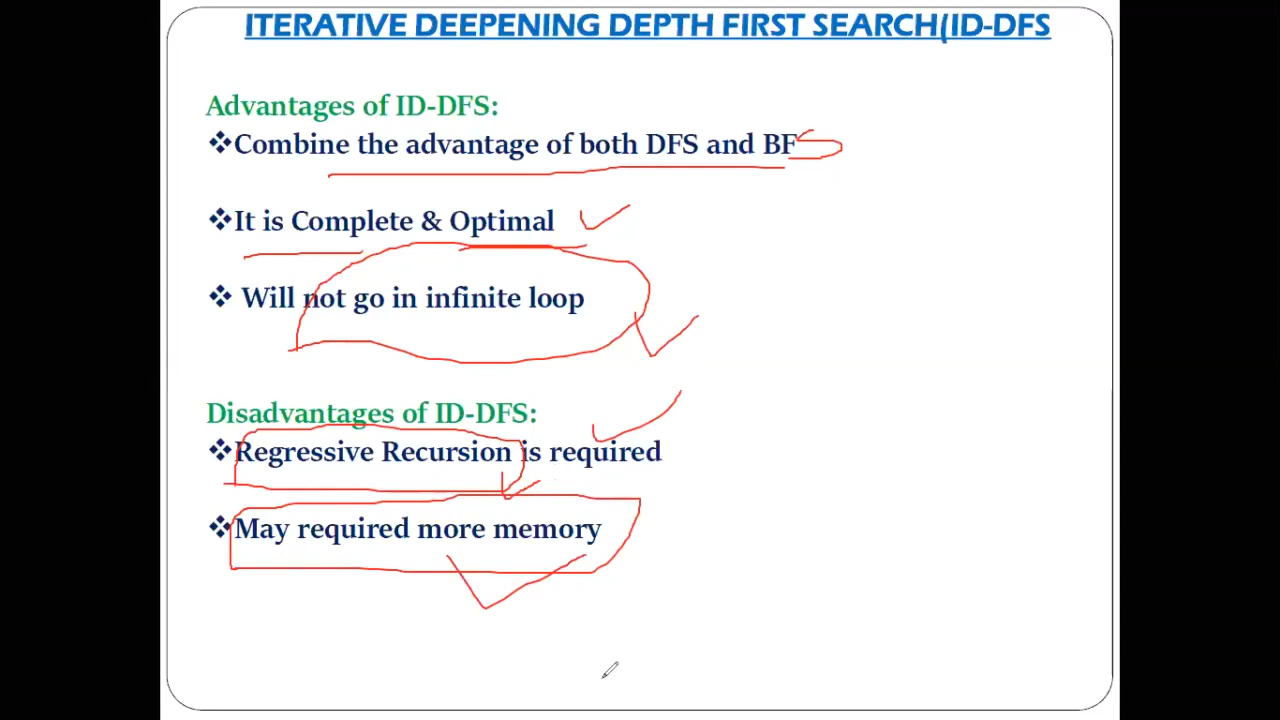 ITERATIVE DEEPENING DEPTH FIRST SEARCH(ID-DFS
Advantages of ID-DFS:
❖Combine the advantage of both DFS and BFS
❖It is Complete & Optimal
❖ Will not go in infinite loop
Disadvantages of ID-DFS:
❖Regressive Recursion is required
❖May required more memory